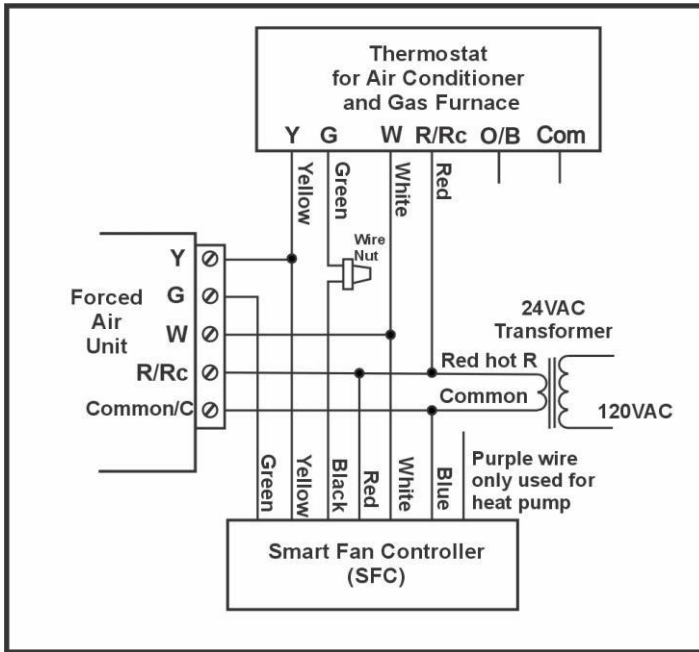 Thermostat
for Air Conditioner
and Gas Furnace
Y G W R/Rc O/B Com
Yellow
Green
White
Red
Wire
Nut
Forced
Air
Unit
Y
G
W
R/Rc
Common/C
24VAC
Transformer
Red hot R
Common
120VAC
Green
Yellow
Black
Red
White
Blue
Purple wire
only used for
heat pump
Smart Fan Controller
(SFC)